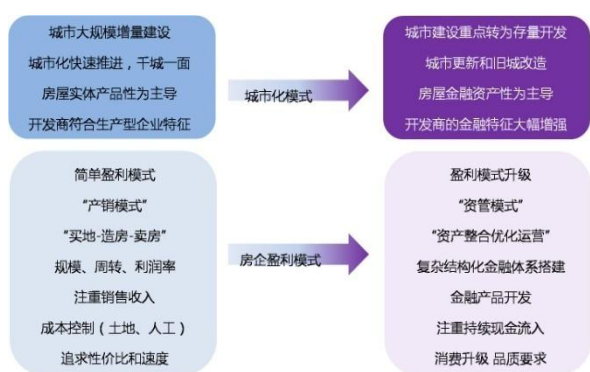 城市大规模增量建设
城市化快速推进，千城一面
房屋实体产品性为主导
开发商符合生产型企业特征
城市化模式
城市建设重点转为存量开发
城市更新和旧城改造
房屋金融资产性为主导
开发商的金融特征大幅增强
简单盈利模式
“产销模式”
“买地-造房-卖房”
规模、周转、利润率
注重销售收入
成本控制（土地、人工）
追求性价比和速度
房企盈利模式
盈利模式升级
“资管模式”
“资产整合优化运营”
复杂结构化金融体系搭建
金融产品开发
注重持续现金流入
消费升级 品质要求